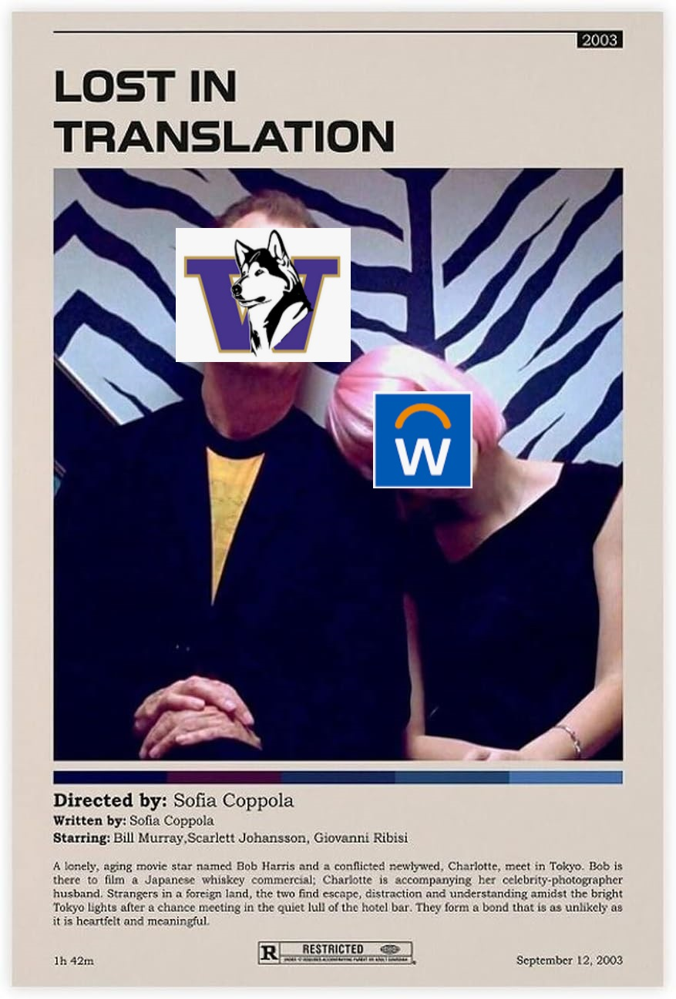 2003
LOST IN
TRANSLATION
W
W
Directed by: Sofia Coppola
Written by: Sofia Coppola
Starring: Bill Murray,Scarlett Johansson, Giovanni Ribisi
A lonely, aging movie star named Bob Harris and a conflicted newlywed, Charlotte, meet in Tokyo. Bob is
there to film a Japanese whiskey commercial; Charlotte is accompanying her celebrity-photographer
husband. Strangers in a foreign land, the two find escape, distraction and understanding amidst the bright
Tokyo lights after a chance meeting in the quiet lull of the hotel bar. They form a bond that is as unlikely as
it is heartfelt and meaningful.
R RESTRICTED
1h 42m
September 12, 2003